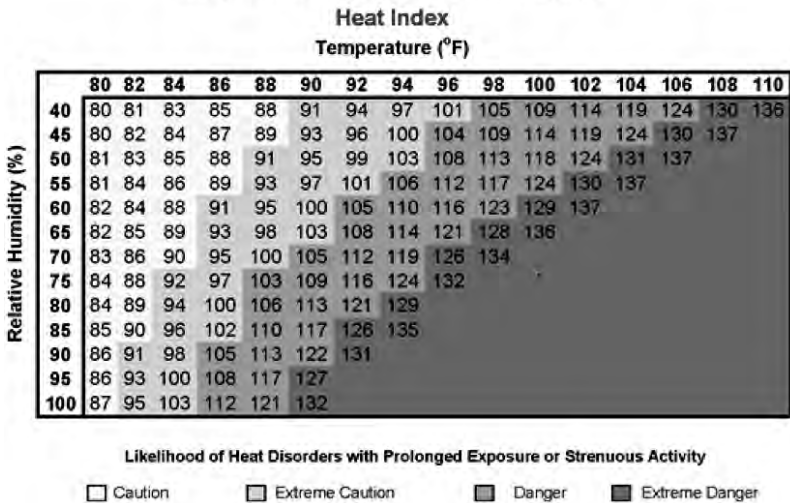 Heat Index
Temperature (°F)
80 82 84 86 88 90 92 94 96 98 100 102 104 106 108 110
Relative Humidity (%)
40 80 81 83 85 88 91 94 97 101 105 109 114 119 124 130 136
45 80 82 84 87 89 93 96 100 104 109 114 119 124 130 137
50 81 83 85 88 91 95 99 103 108 113 118 124 131 137
55 81 84 86 89 93 97 101 106 112 117 124 130 137
60 82 84 88 91 95 100 105 110 116 123 129 137
65 82 85 89 93 98 103 108 114 121 128 136
70 83 86 90 95 100 105 112 119 126 134
75 84 88 92 97 103 109 116 124 132
80 84 89 94 100 106 113 121 129
85 85 90 96 102 110 117 126 135
90 86 91 98 105 113 122 131
95 86 93 100 108 117 127
100 87 95 103 112 121 132
Likelihood of Heat Disorders with Prolonged Exposure or Strenuous Activity
Caution Extreme Caution Danger Extreme Danger